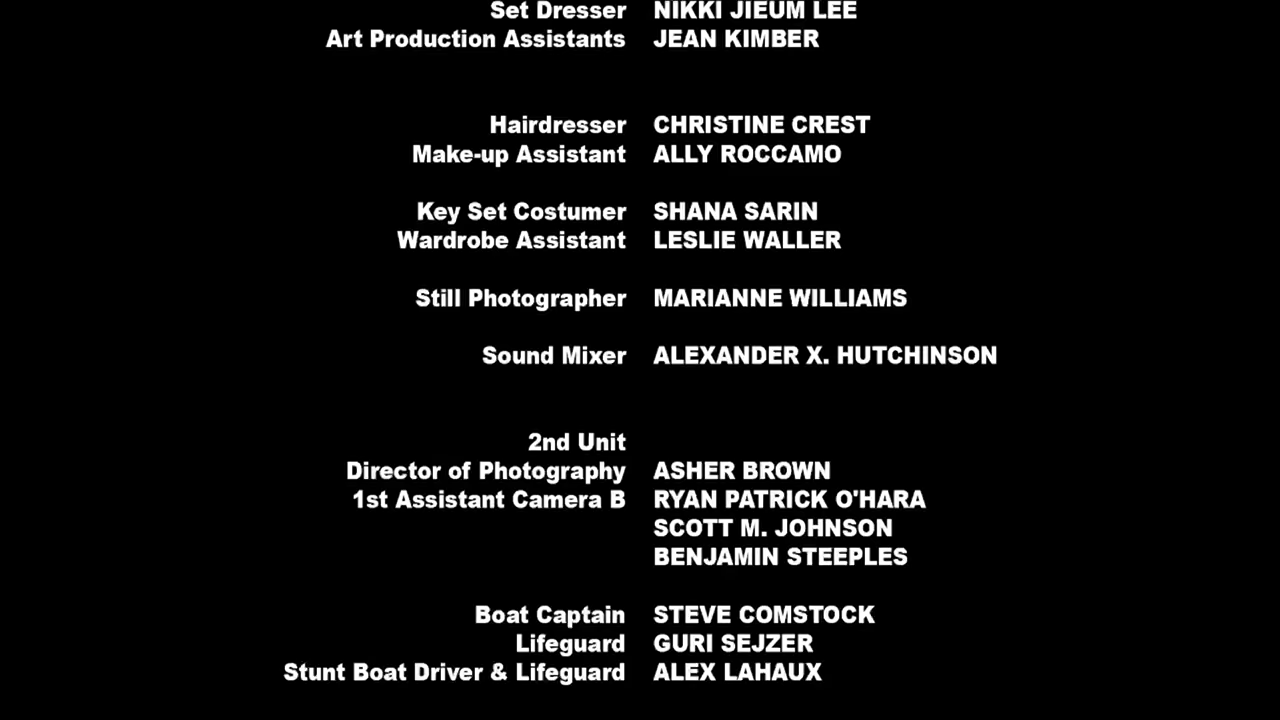 Set Dresser NIKKI JIEUM LEE
Art Production Assistants JEAN KIMBER
Hairdresser CHRISTINE CREST
Make-up Assistant ALLY ROCCAMO
Key Set Costumer SHANA SARIN
Wardrobe Assistant LESLIE WALLER
Still Photographer MARIANNE WILLIAMS
Sound Mixer ALEXANDER X. HUTCHINSON
2nd Unit
Director of Photography ASHER BROWN
1st Assistant Camera B RYAN PATRICK O'HARA
SCOTT M. JOHNSON
BENJAMIN STEEPLES
Boat Captain STEVE COMSTOCK
Lifeguard GURI SEJZER
Stunt Boat Driver & Lifeguard ALEX LAHAUX